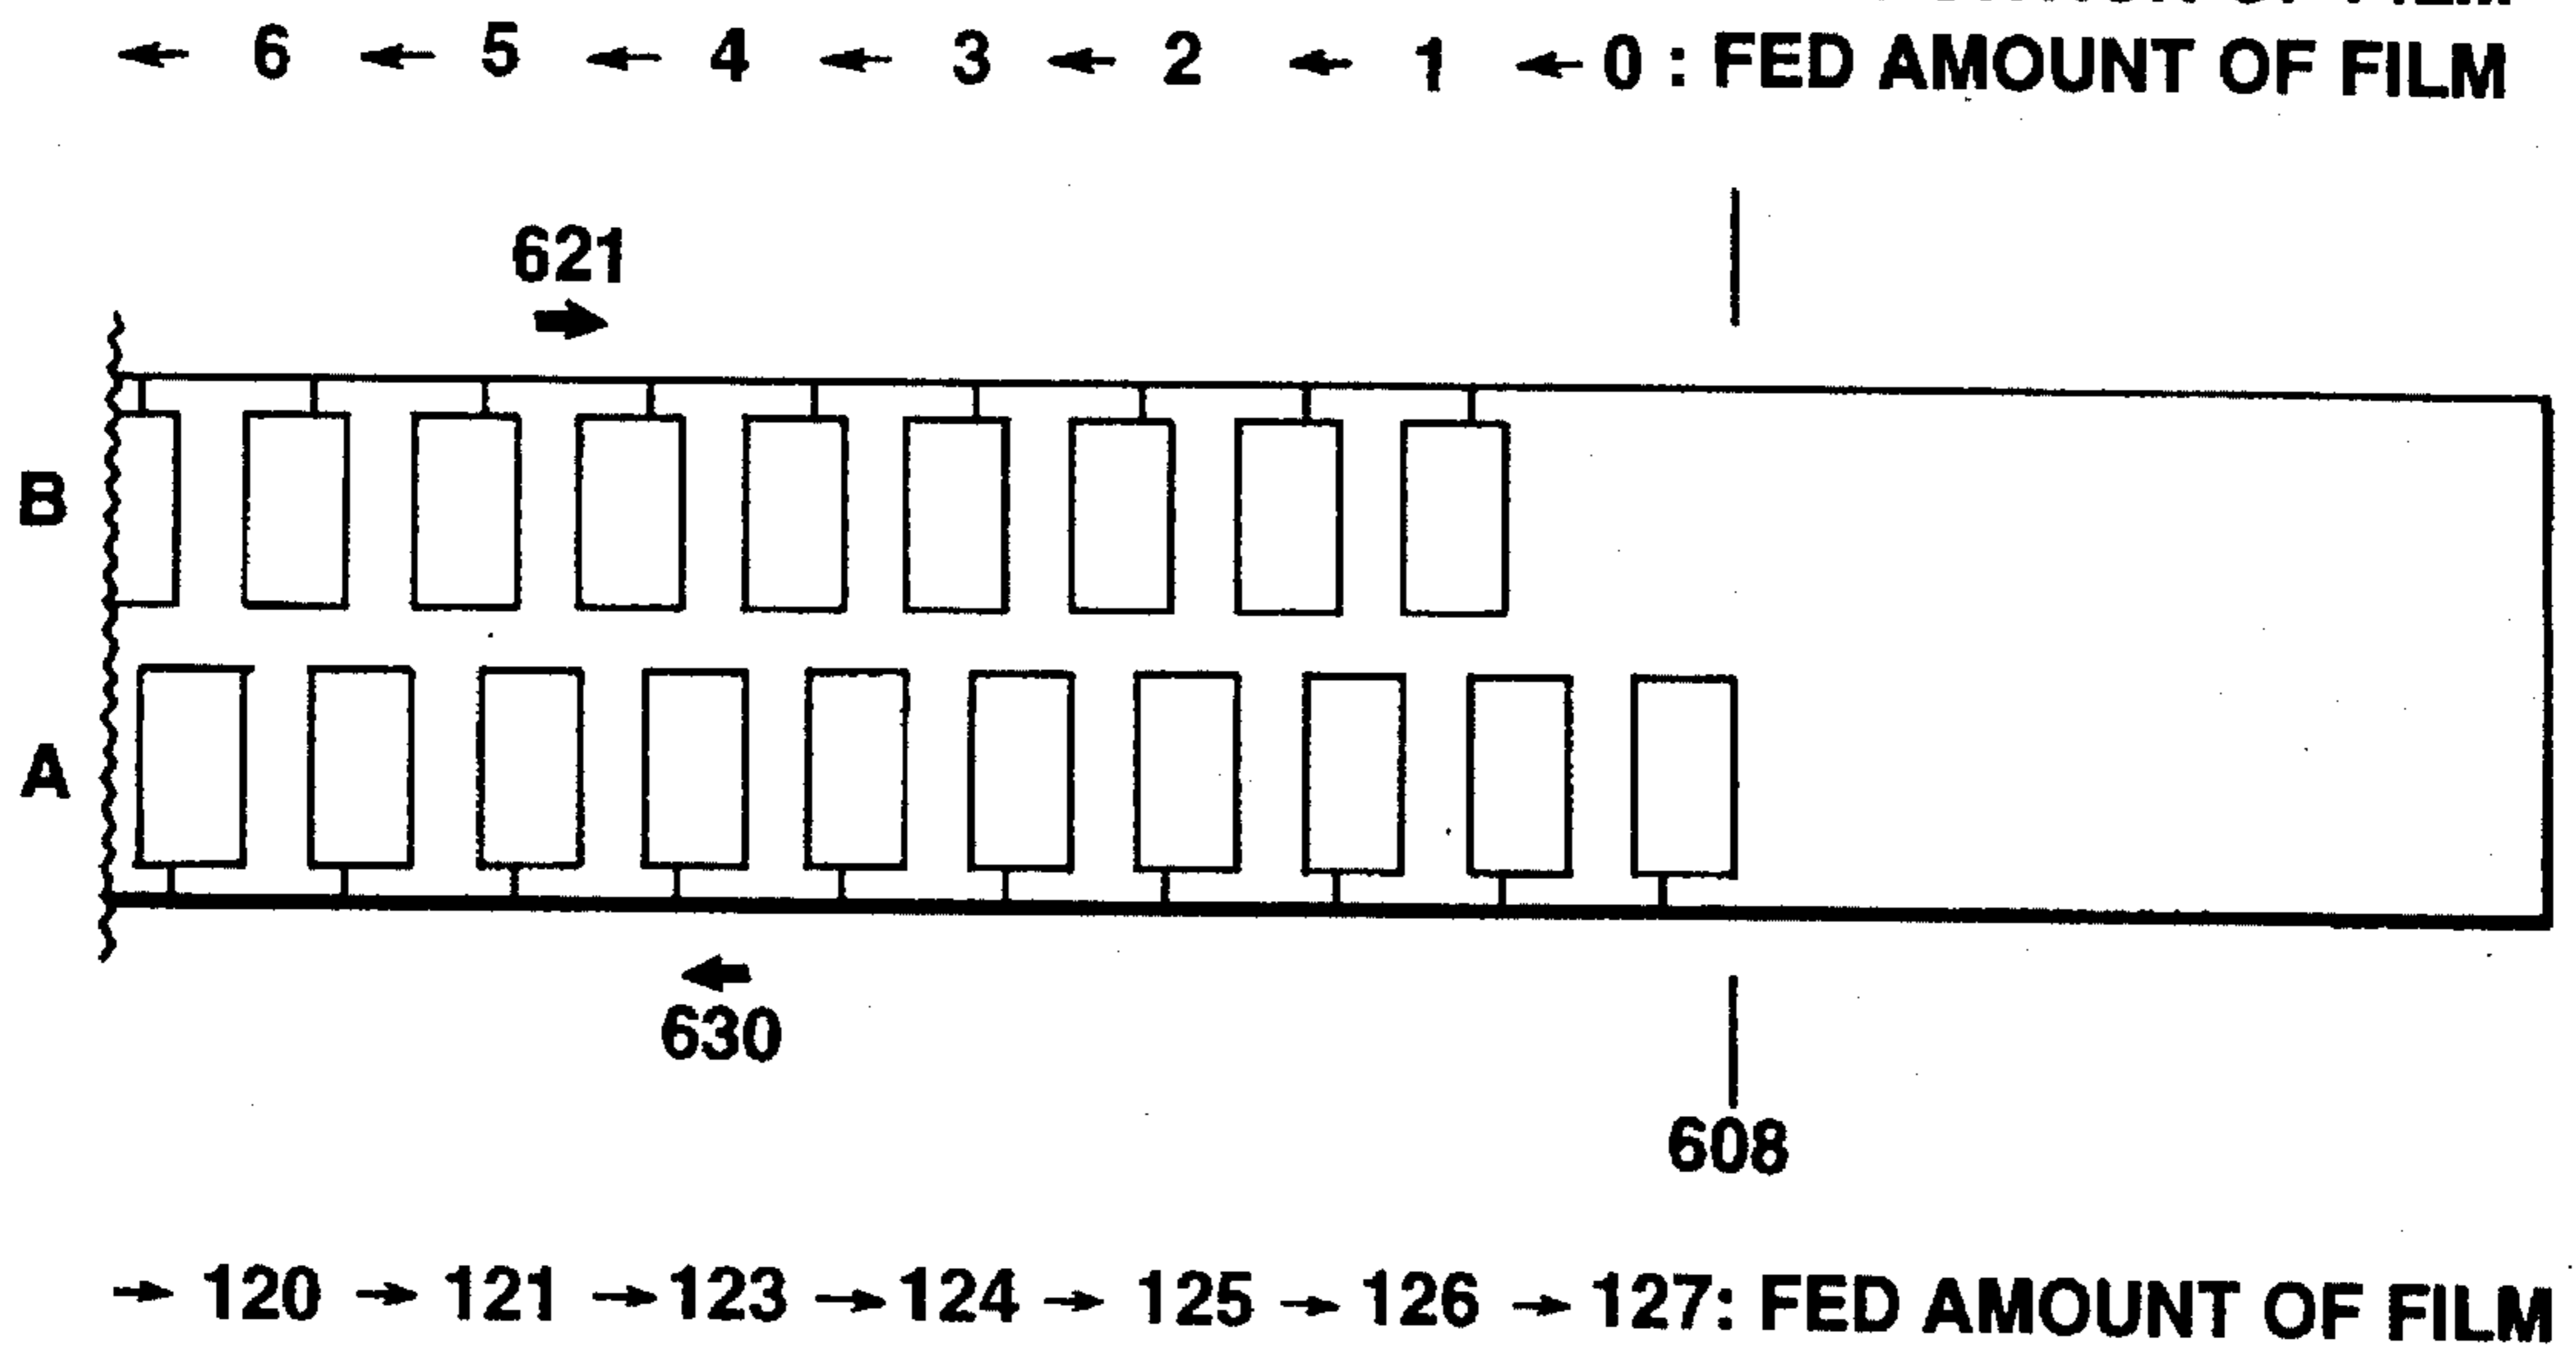 ← 6 ← 5 ← 4 ← 3 ← 2 ← 1 ← 0 : FED AMOUNT OF FILM
621
B
A
630
608
→ 120 → 121 → 123 → 124 → 125 → 126 → 127: FED AMOUNT OF FILM